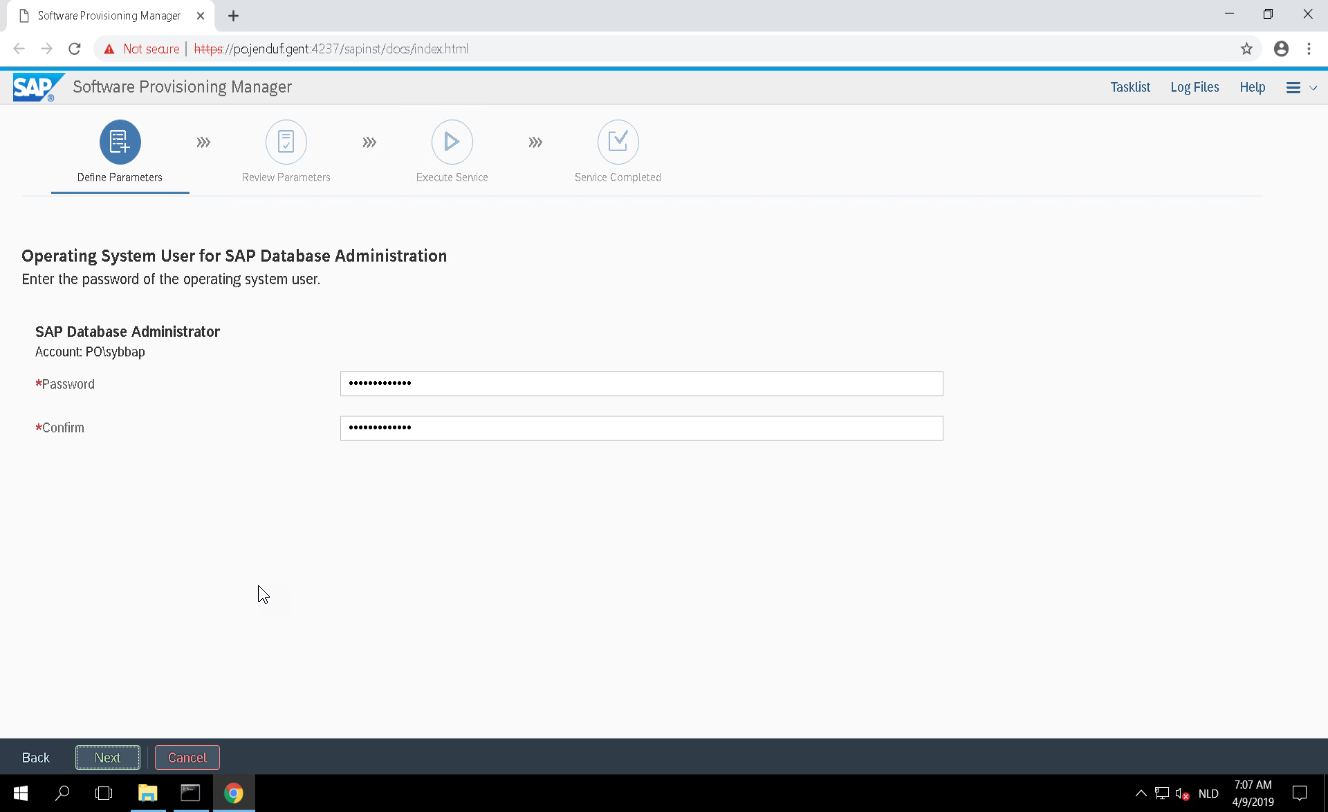 Software Provisioning Manager
Not secure | https://po.jenduf.gent:4237/sapinst/docs/index.html
SAP® Software Provisioning Manager Tasklist Log Files Help
Define Parameters Review Parameters Execute Service Service Completed
Operating System User for SAP Database Administration
Enter the password of the operating system user.
SAP Database Administrator
Account: PO\sybbap
*Password •••••••••••••
*Confirm •••••••••••••
Back Next Cancel
NLD 7:07 AM
4/9/2019